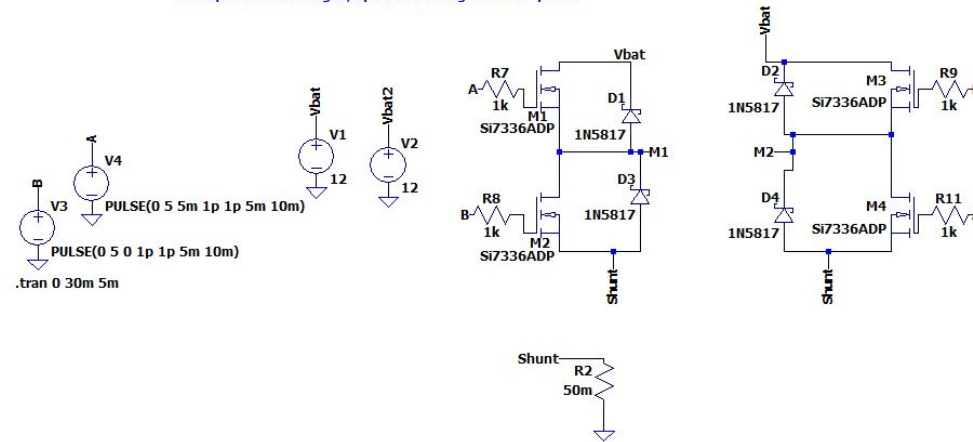 Vbat
Vbat
R7
A
1k
M1
Si7336ADP
D1
1N5817
D2
1N5817
M3
Si7336ADP
R9
1k
Vbat
V1
12
Vbat2
V2
12
A
V4
PULSE(0 5 5m 1p 1p 5m 10m)
B
V3
PULSE(0 5 0 1p 1p 5m 10m)
.tran 0 30m 5m
M1
M2
R8
B
1k
M2
Si7336ADP
D3
1N5817
D4
1N5817
M4
Si7336ADP
R11
1k
Shunt
Shunt
Shunt
R2
50m